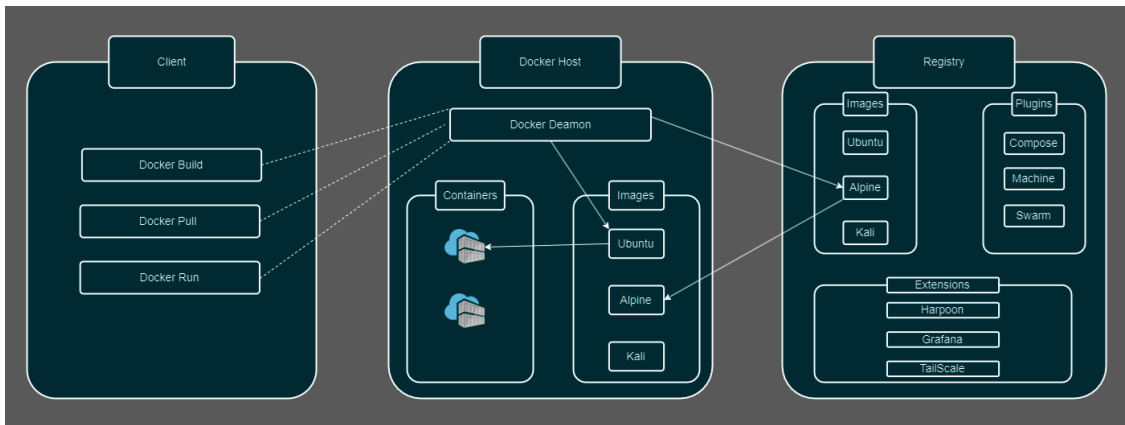 Client
Docker Build
Docker Pull
Docker Run
Docker Host
Docker Deamon
Containers
Images
Ubuntu
Alpine
Kali
Registry
Images
Ubuntu
Alpine
Kali
Plugins
Compose
Machine
Swarm
Extensions
Harpoon
Grafana
TailScale